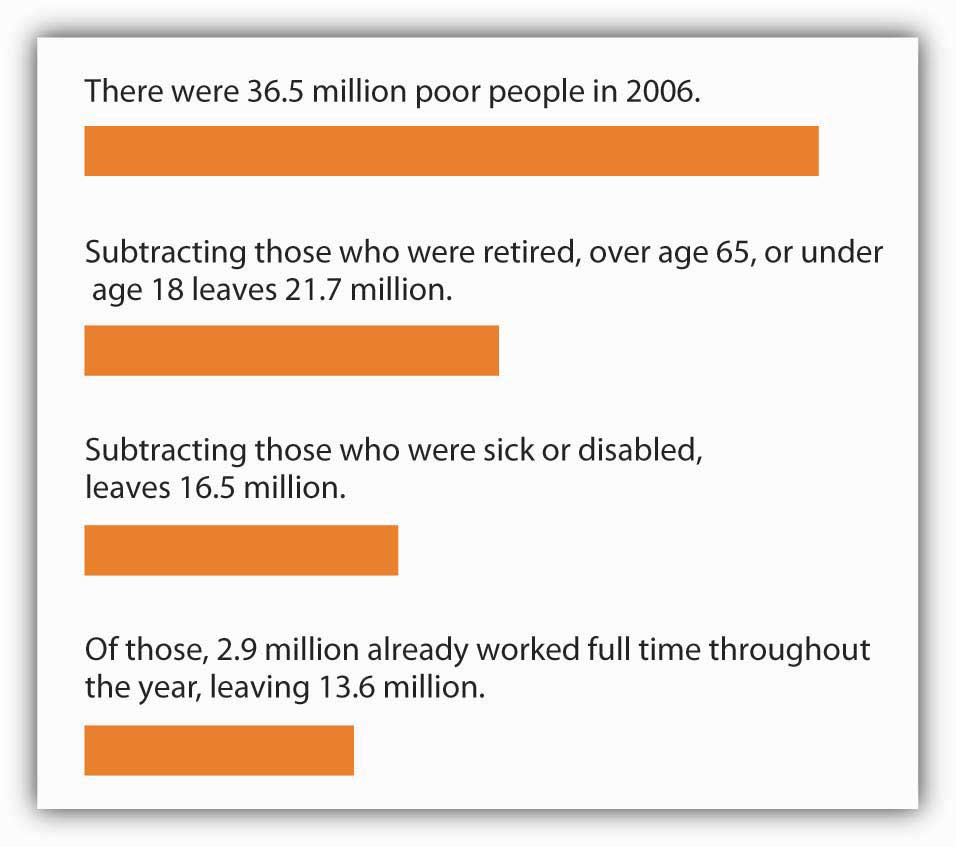 There were 36.5 million poor people in 2006.
Subtracting those who were retired, over age 65, or under
age 18 leaves 21.7 million.
Subtracting those who were sick or disabled,
leaves 16.5 million.
Of those, 2.9 million already worked full time throughout
the year, leaving 13.6 million.